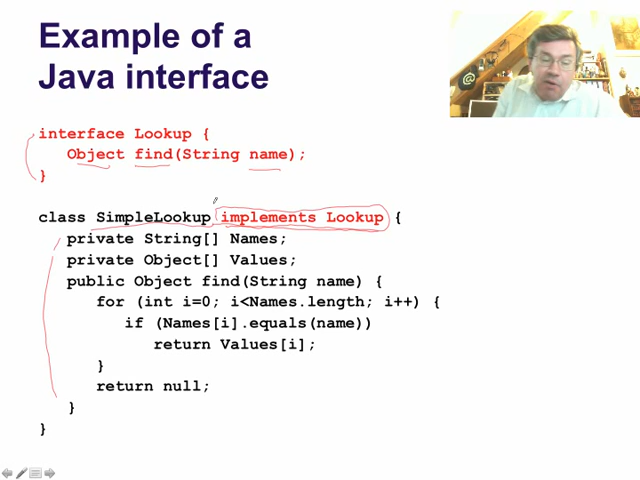 Example of a
Java interface
interface Lookup {
Object find(String name);
}
class SimpleLookup implements Lookup {
private String[] Names;
private Object[] Values;
public Object find(String name) {
for (int i=0; i<Names.length; i++) {
if (Names[i].equals(name))
return Values[i];
}
return null;
}
}
@